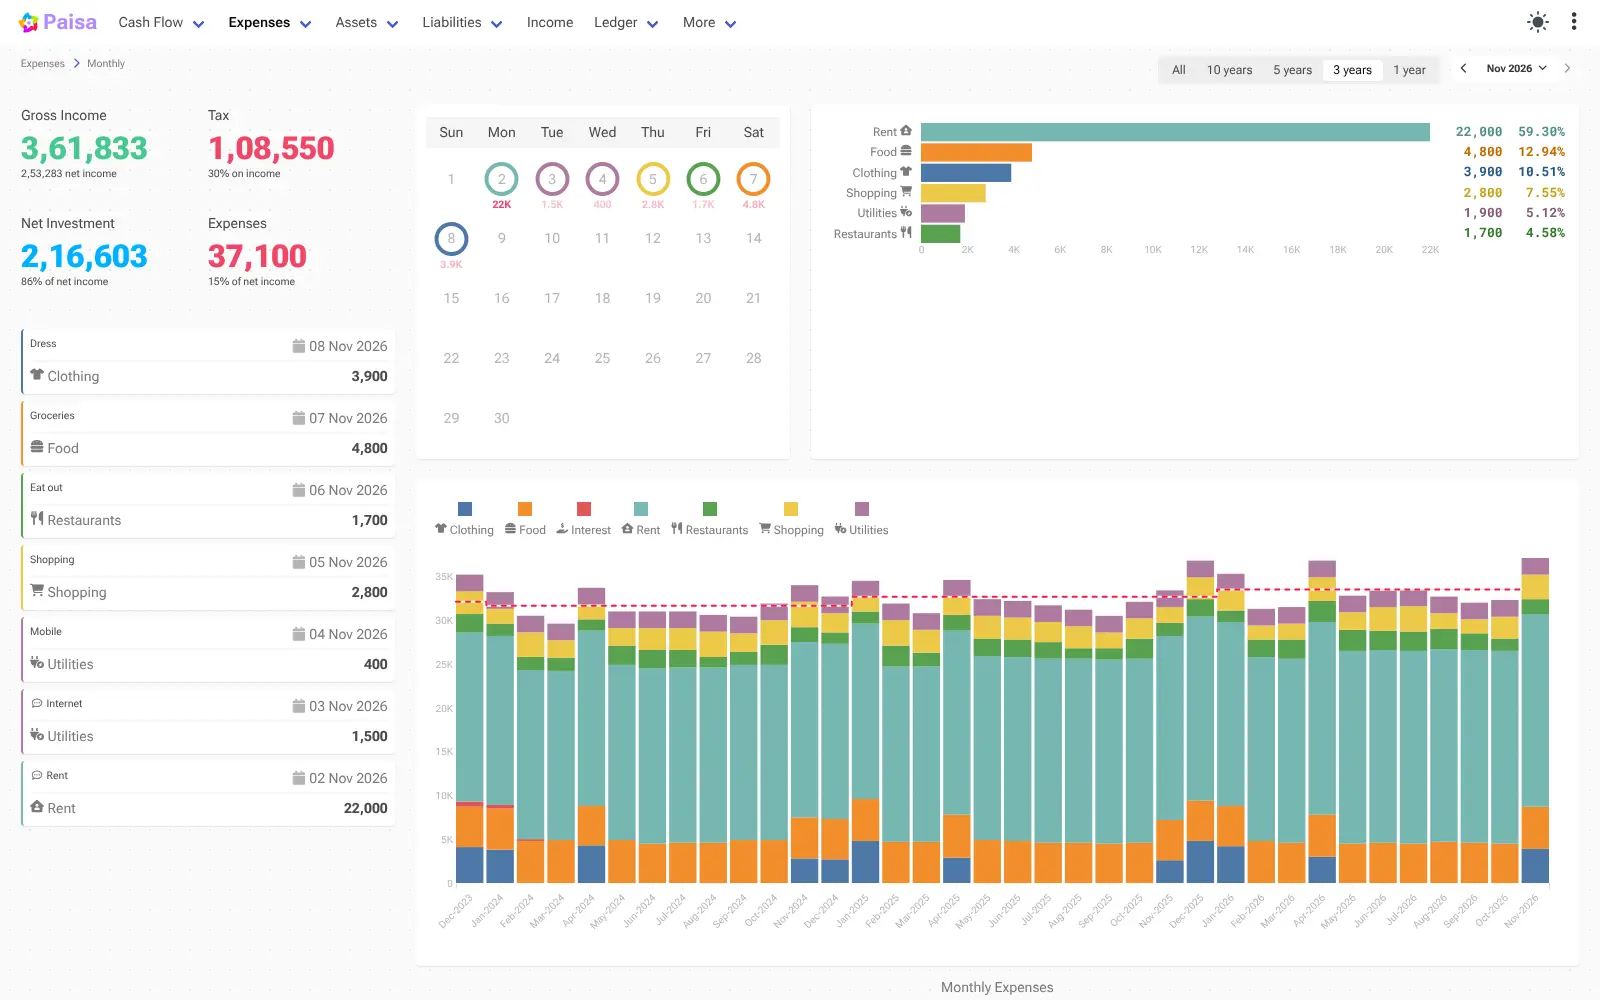 Paisa Cash Flow Expenses Assets Liabilities Income Ledger More
Expenses Monthly
All 10 years 5 years 3 years 1 year Nov 2026
Gross Income Tax
3,61,833 1,08,550
2,53,283 net income 30% on income
Net Investment Expenses
2,16,603 37,100
86% of net income 15% of net income
Dress 08 Nov 2026
Clothing 3,900
Groceries 07 Nov 2026
Food 4,800
Eat out 06 Nov 2026
Restaurants 1,700
Shopping 05 Nov 2026
Shopping 2,800
Mobile 04 Nov 2026
Utilities 400
Internet 03 Nov 2026
Utilities 1,500
Rent 02 Nov 2026
Rent 22,000
Sun Mon Tue Wed Thu Fri Sat
1 2 3 4 5 6 7
22K 1.5K 400 2.8K 1.7K 4.8K
8 9 10 11 12 13 14
3.9K
15 16 17 18 19 20 21
22 23 24 25 26 27 28
29 30
Rent 22,000 59.30%
Food 4,800 12.94%
Clothing 3,900 10.51%
Shopping 2,800 7.55%
Utilities 1,900 5.12%
Restaurants 1,700 4.58%
0 2K 4K 6K 8K 10K 12K 14K 16K 18K 20K 22K
Clothing Food Interest Rent Restaurants Shopping Utilities
35K
30K
25K
20K
15K
10K
5K
0
Dec-2023 Jan-2024 Feb-2024 Mar-2024 Apr-2024 May-2024 Jun-2024 Jul-2024 Aug-2024 Sep-2024 Oct-2024 Nov-2024 Dec-2024 Jan-2025 Feb-2025 Mar-2025 Apr-2025 May-2025 Jun-2025 Jul-2025 Aug-2025 Sep-2025 Oct-2025 Nov-2025 Dec-2025 Jan-2026 Feb-2026 Mar-2026 Apr-2026 May-2026 Jun-2026 Jul-2026 Aug-2026 Sep-2026 Oct-2026 Nov-2026
Monthly Expenses